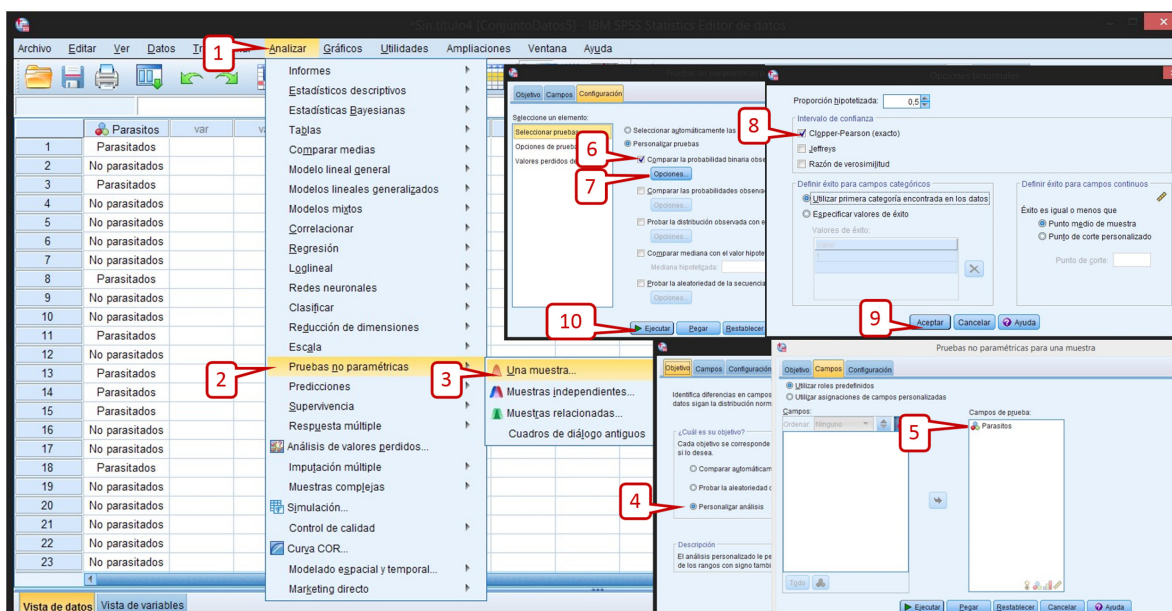 *Sin título4 [ConjuntoDatos5] - IBM SPSS Statistics Editor de datos
Archivo Editar Ver Datos Analizar Gráficos Utilidades Ampliaciones Ventana Ayuda
1
Parasitos var
1 Parasitados
2 No parasitados
3 Parasitados
4 No parasitados
5 No parasitados
6 No parasitados
7 No parasitados
8 Parasitados
9 No parasitados
10 No parasitados
11 Parasitados
12 No parasitados
13 Parasitados
14 Parasitados
15 Parasitados
16 No parasitados
17 No parasitados
18 Parasitados
19 No parasitados
20 No parasitados
21 No parasitados
22 No parasitados
23 No parasitados
Vista de datos Vista de variables
Informes
Estadísticos descriptivos
Estadísticas Bayesianas
Tablas
Comparar medias
Modelo lineal general
Modelos lineales generalizados
Modelos mixtos
Correlacionar
Regresión
Loglineal
Redes neuronales
Clasificar
Reducción de dimensiones
Escala
2
Pruebas no paramétricas
Predicciones
Supervivencia
Respuesta múltiple
Análisis de valores perdidos...
Imputación múltiple
Muestras complejas
Simulación...
Control de calidad
Curva COR...
Modelado espacial y temporal...
Marketing directo
3
Una muestra...
Muestras independientes...
Muestras relacionadas...
Cuadros de diálogo antiguos
Objetivo Campos Configuración
Seleccione un elemento:
Seleccionar pruebas
Opciones de prueba
Valores perdidos de
Seleccionar automáticamente las
Personalizar pruebas
6
Comparar la probabilidad binaria obse
7
Opciones...
Comparar las probabilidades observa
Opciones...
Probar la distribución observada con e
Opciones...
Comparar mediana con el valor hipote
Mediana hipotetizada:
Probar la aleatoriedad de la secuencia
Opciones...
10
Ejecutar Pegar Restablecer
Opciones binomiales
Proporción hipotetizada: 0,5
Intervalo de confianza
8
Clopper-Pearson (exacto)
Jeffreys
Razón de verosimilitud
Definir éxito para campos categóricos
Utilizar primera categoría encontrada en los datos
Especificar valores de éxito
Valores de éxito:
Definir éxito para campos continuos
Éxito es igual o menos que
Punto medio de muestra
Punto de corte personalizado
Punto de corte:
9
Aceptar Cancelar Ayuda
Objetivo Campos Configuración
Identifica diferencias en campos
datos sigan la distribución norm
¿Cuál es su objetivo?
Cada objetivo se corresponde
si lo desea.
Comparar automáticam
Probar la aleatoriedad d
4
Personalizar análisis
Descripción
El análisis personalizado le pe
de los rangos con signo tambi
Pruebas no paramétricas para una muestra
Objetivo Campos Configuración
Utilizar roles predefinidos
Utilizar asignaciones de campos personalizadas
Campos:
Ordenar: Ninguno
Campos de prueba:
5
Parasitos
Todo
Ejecutar Pegar Restablecer Cancelar Ayuda